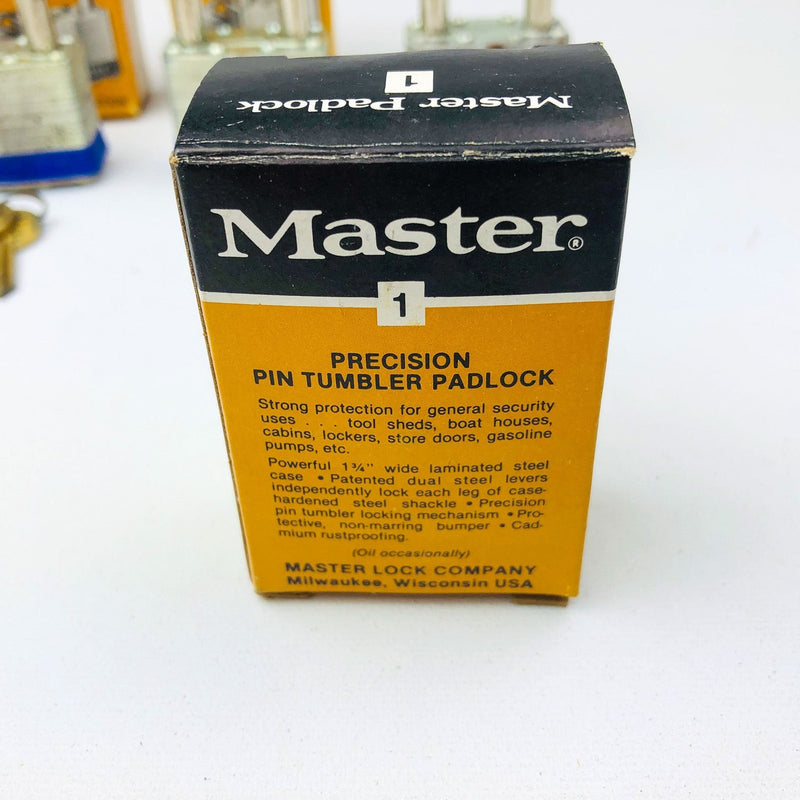 1
Master Padlock
Master®
1
PRECISION
PIN TUMBLER PADLOCK
Strong protection for general security
uses . . . tool sheds, boat houses,
cabins, lockers, store doors, gasoline
pumps, etc.
Powerful 1¾" wide laminated steel
case • Patented dual steel levers
independently lock each leg of case-
hardened steel shackle • Precision
pin tumbler locking mechanism • Pro-
tective, non-marring bumper • Cad-
mium rustproofing.
(Oil occasionally)
MASTER LOCK COMPANY
Milwaukee, Wisconsin USA